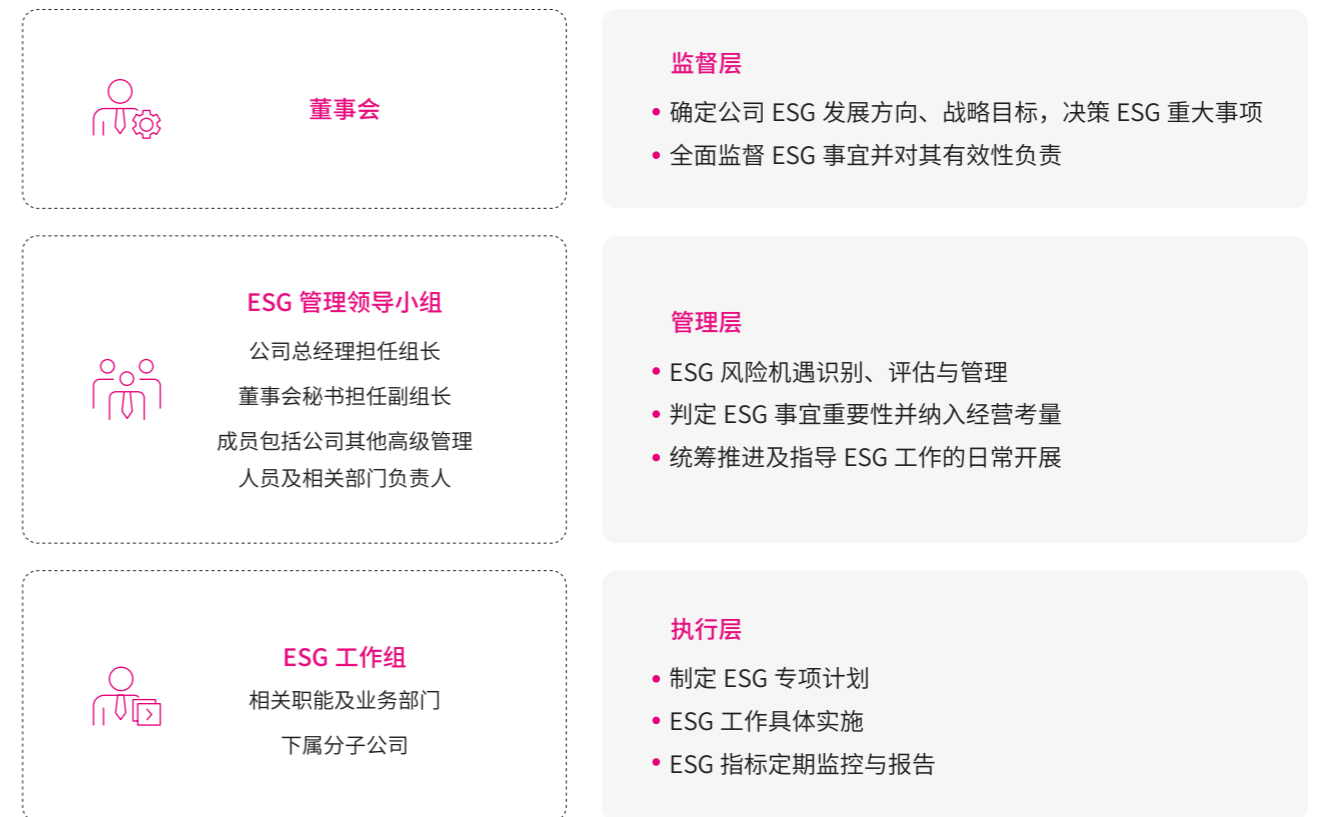 董事会
监督层
• 确定公司 ESG 发展方向、战略目标，决策 ESG 重大事项
• 全面监督 ESG 事宜并对其有效性负责
ESG 管理领导小组
公司总经理担任组长
董事会秘书担任副组长
成员包括公司其他高级管理
人员及相关部门负责人
管理层
• ESG 风险机遇识别、评估与管理
• 判定 ESG 事宜重要性并纳入经营考量
• 统筹推进及指导 ESG 工作的日常开展
ESG 工作组
相关职能及业务部门
下属分子公司
执行层
• 制定 ESG 专项计划
• ESG 工作具体实施
• ESG 指标定期监控与报告